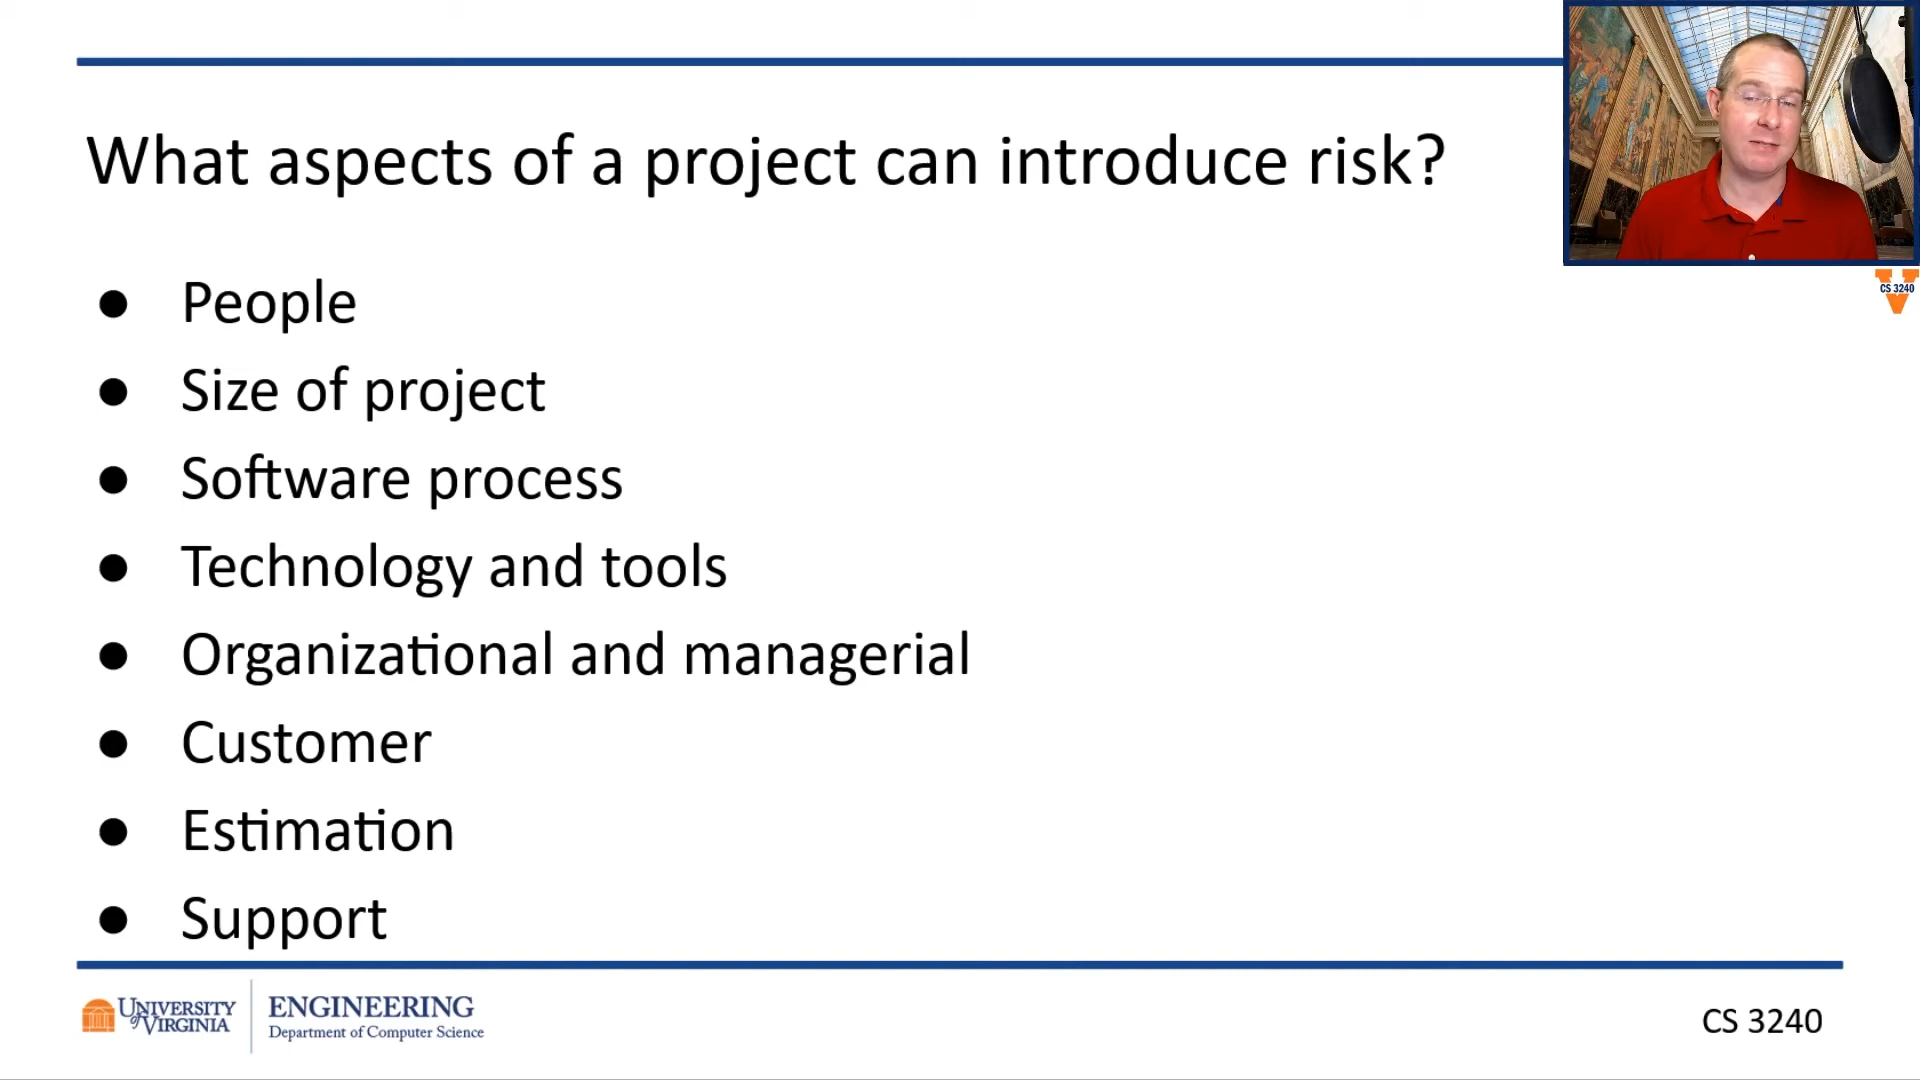 What aspects of a project can introduce risk?
CS 3240
● People
● Size of project
● Software process
● Technology and tools
● Organizational and managerial
● Customer
● Estimation
● Support
UNIVERSITY
of VIRGINIA
ENGINEERING
Department of Computer Science
CS 3240